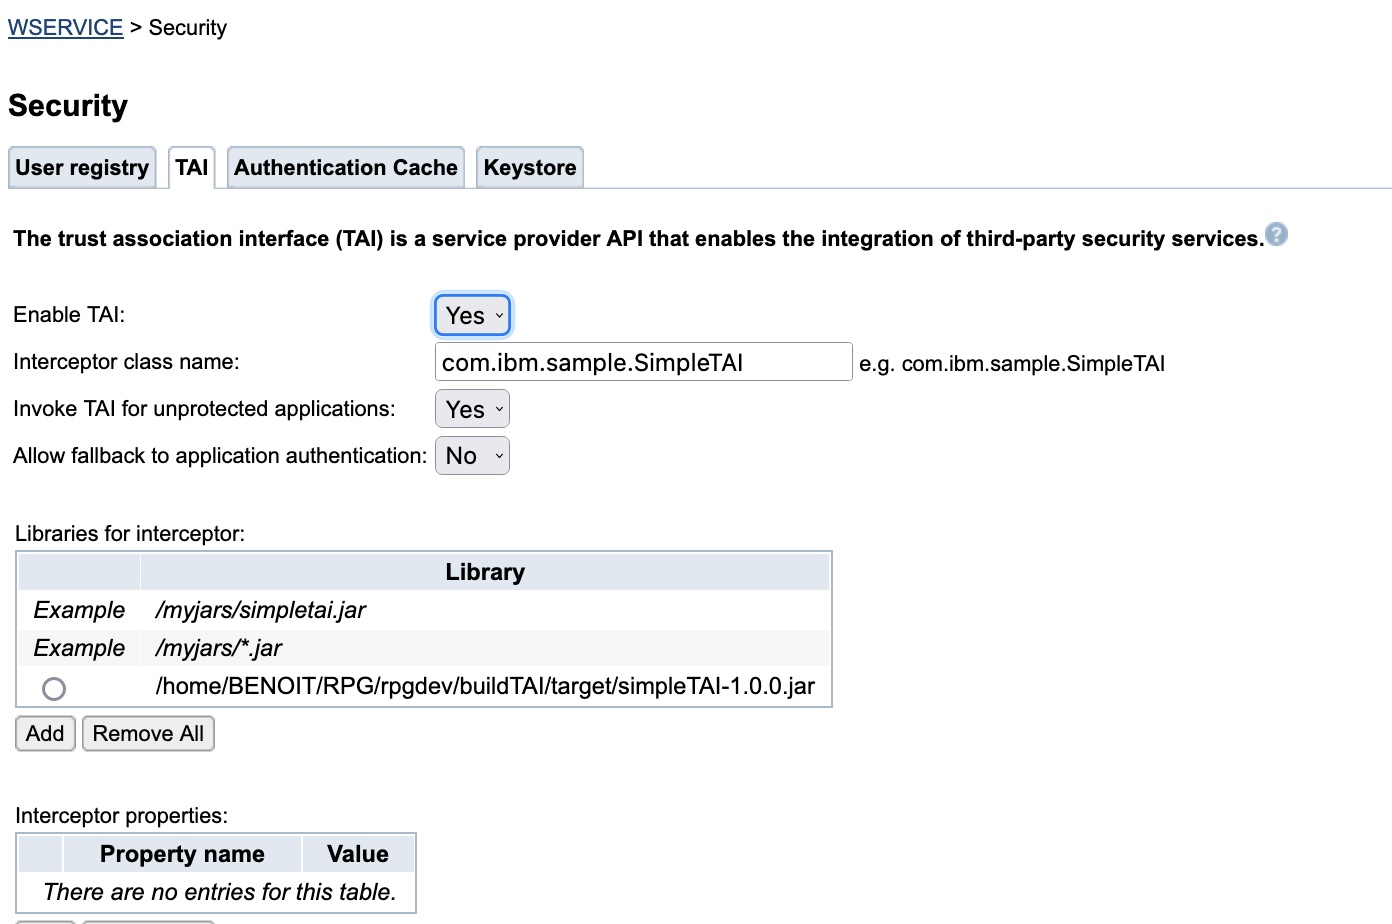 WSERVICE > Security
Security
User registry TAI Authentication Cache Keystore
The trust association interface (TAI) is a service provider API that enables the integration of third-party security services. ?
Enable TAI: Yes
Interceptor class name: com.ibm.sample.SimpleTAI e.g. com.ibm.sample.SimpleTAI
Invoke TAI for unprotected applications: Yes
Allow fallback to application authentication: No
Libraries for interceptor:
Library
Example /myjars/simpletai.jar
Example /myjars/*.jar
/home/BENOIT/RPG/rpgdev/buildTAI/target/simpleTAI-1.0.0.jar
Add Remove All
Interceptor properties:
Property name Value
There are no entries for this table.